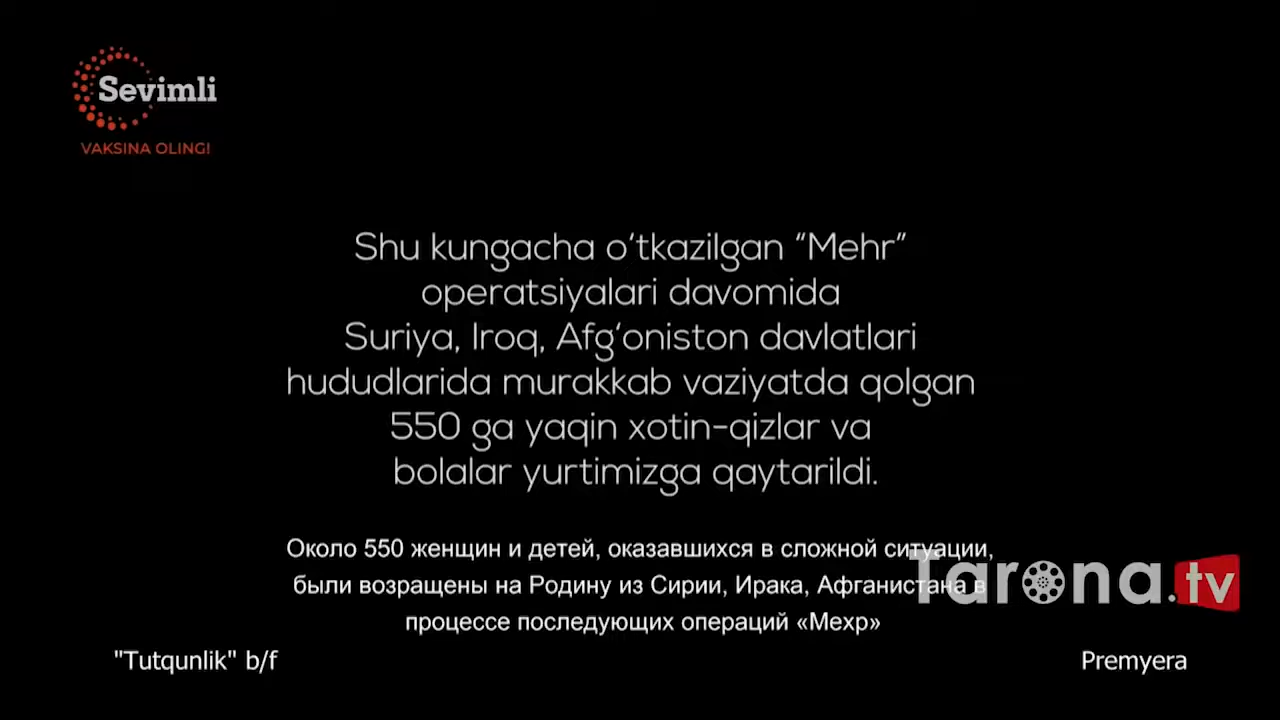 Sevimli
VAKSINA OLING!
Shu kungacha o‘tkazilgan “Mehr”
operatsiyalari davomida
Suriya, Iroq, Afg‘oniston davlatlari
hududlarida murakkab vaziyatda qolgan
550 ga yaqin xotin-qizlar va
bolalar yurtimizga qaytarildi.
Около 550 женщин и детей, оказавшихся в сложной ситуации,
были возращены на Родину из Сирии, Ирака, Афганистана в
процессе последующих операций «Мехр»
Tarona.tv
"Tutqunlik" b/f
Premyera